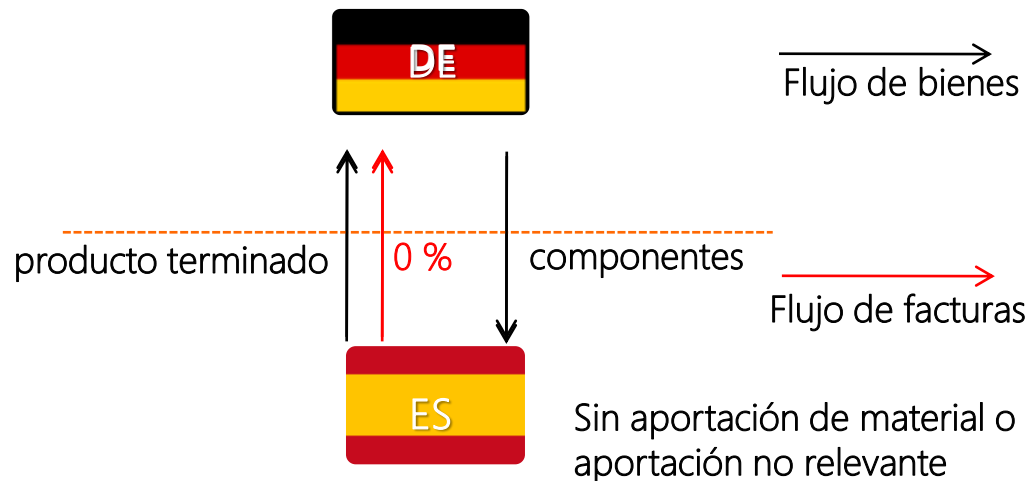 DE
Flujo de bienes
producto terminado
0 %
componentes
Flujo de facturas
ES
Sin aportación de material o
aportación no relevante